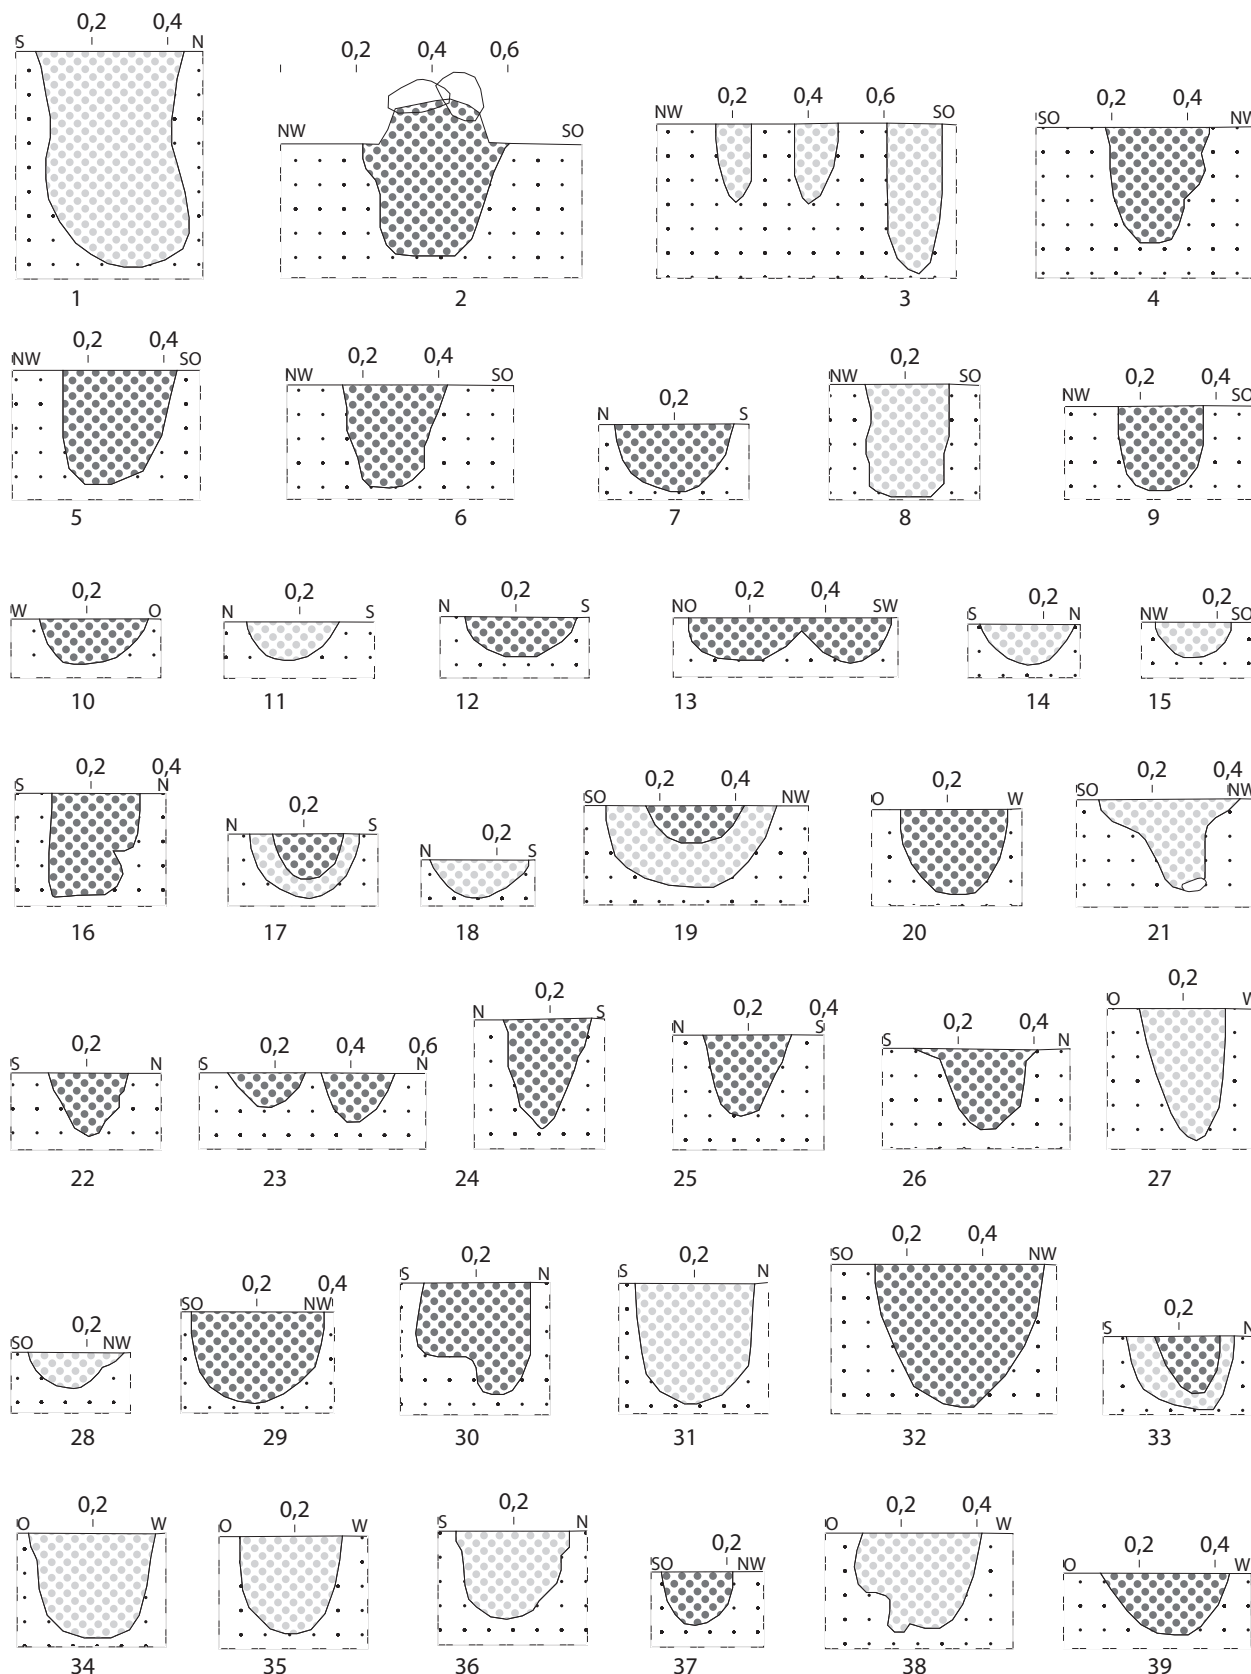 0,2 0,4
S N
1
0,2 0,4 0,6
NW SO
2
0,2 0,4 0,6
NW SO
3
0,2 0,4
SO NW
4
0,2 0,4
NW SO
5
0,2 0,4
NW SO
6
0,2
N S
7
0,2
NW SO
8
0,2 0,4
NW SO
9
0,2
W O
10
0,2
N S
11
0,2
N S
12
0,2 0,4
NO SW
13
0,2
S N
14
0,2
NW SO
15
0,2 0,4
S N
16
0,2
N S
17
0,2
N S
18
0,2 0,4
SO NW
19
0,2
O W
20
0,2 0,4
SO NW
21
0,2
S N
22
0,2 0,4 0,6
S N
23
0,2
N S
24
0,2 0,4
N S
25
0,2 0,4
S N
26
0,2
O W
27
0,2
SO NW
28
0,2 0,4
SO NW
29
0,2
S N
30
0,2
S N
31
0,2 0,4
SO NW
32
0,2
S N
33
0,2
O W
34
0,2
O W
35
0,2
S N
36
0,2
SO NW
37
0,2 0,4
O W
38
0,2 0,4
O W
39